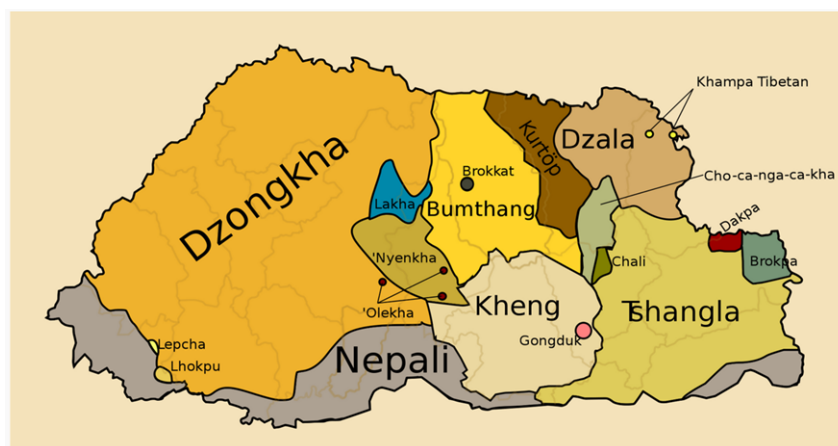 Khampa Tibetan
Dzongkha
Kurtöp
Dzala
Brokkat
Cho-ca-nga-ca-kha
Lakha
Bumthang
Dakpa
'Nyenkha
Chali
Brokpa
Kheng
Tshangla
'Olekha
Gongduk
Lepcha
Nepali
Lhokpu